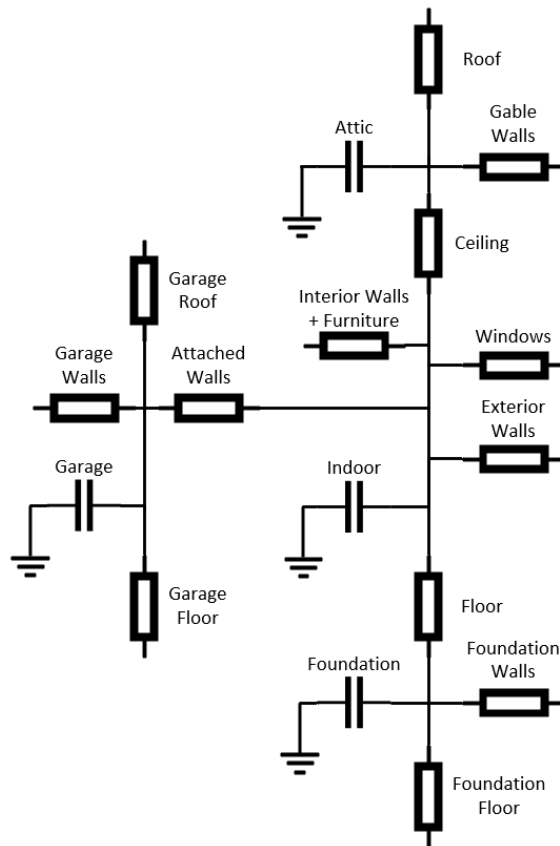 Roof
Attic
Gable
Walls
Ceiling
Garage
Roof
Interior Walls
+ Furniture
Windows
Garage
Walls
Attached
Walls
Exterior
Walls
Garage
Indoor
Garage
Floor
Floor
Foundation
Foundation
Walls
Foundation
Floor